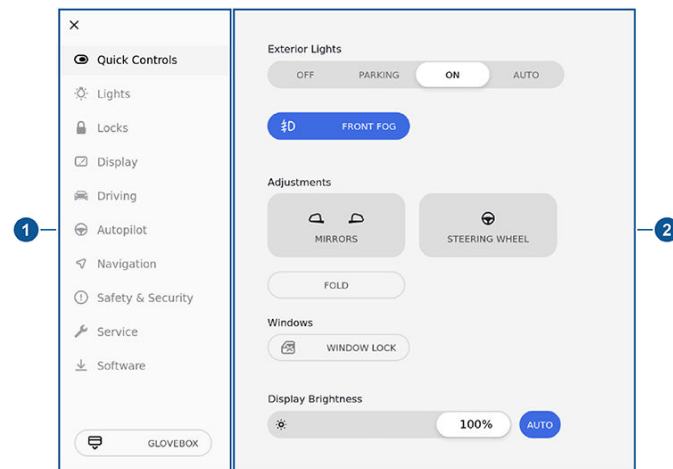 ×
Quick Controls
Lights
Locks
Display
Driving
Autopilot
Navigation
Safety & Security
Service
Software
GLOVEBOX
1
Exterior Lights
OFF PARKING ON AUTO
FRONT FOG
Adjustments
MIRRORS STEERING WHEEL
FOLD
Windows
WINDOW LOCK
Display Brightness
100% AUTO
2